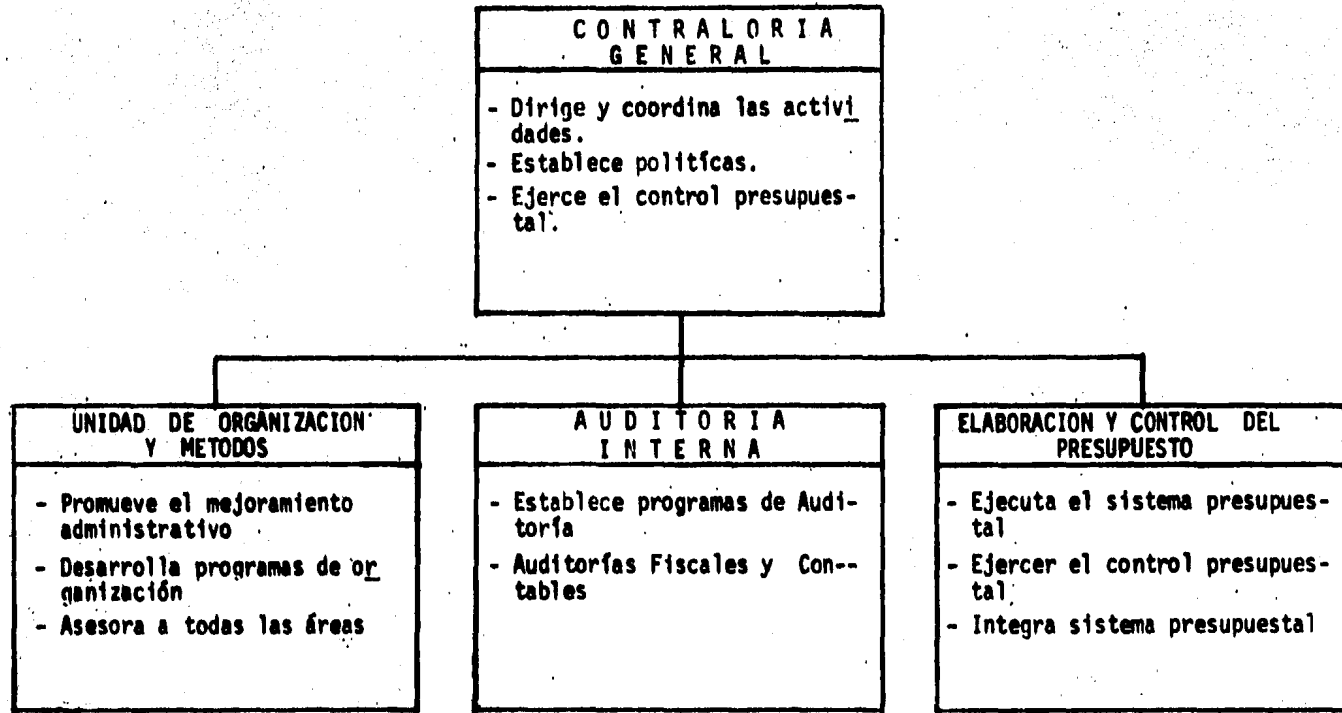 C O N T R A L O R I A
G E N E R A L
- Dirige y coordina las activi
dades.
- Establece politícas.
- Ejerce el control presupues-
tal.
UNIDAD DE ORGANIZACION
Y METODOS
- Promueve el mejoramiento
administrativo
- Desarrolla programas de or
ganización
- Asesora a todas las áreas
A U D I T O R I A
I N T E R N A
- Establece programas de Audi-
toría
- Auditorías Fiscales y Con--
tables
ELABORACION Y CONTROL DEL
PRESUPUESTO
- Ejecuta el sistema presupues-
tal
- Ejercer el control presupues-
tal
- Integra sistema presupuestal